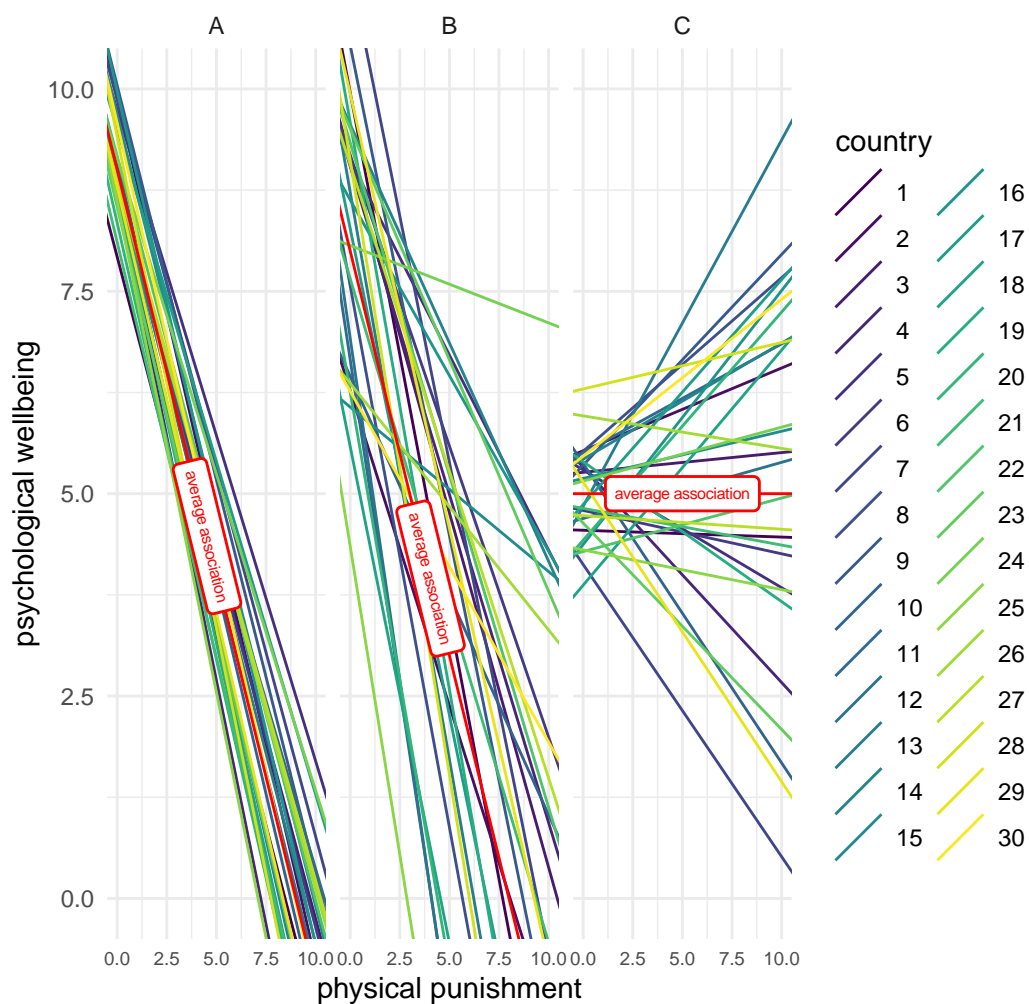 A B C
psychological wellbeing
10.0
7.5
5.0
2.5
0.0
average association
average association
average association
0.0 2.5 5.0 7.5 10.0 0.0 2.5 5.0 7.5 10.0 0.0 2.5 5.0 7.5 10.0
physical punishment
country
1 16
2 17
3 18
4 19
5 20
6 21
7 22
8 23
9 24
10 25
11 26
12 27
13 28
14 29
15 30